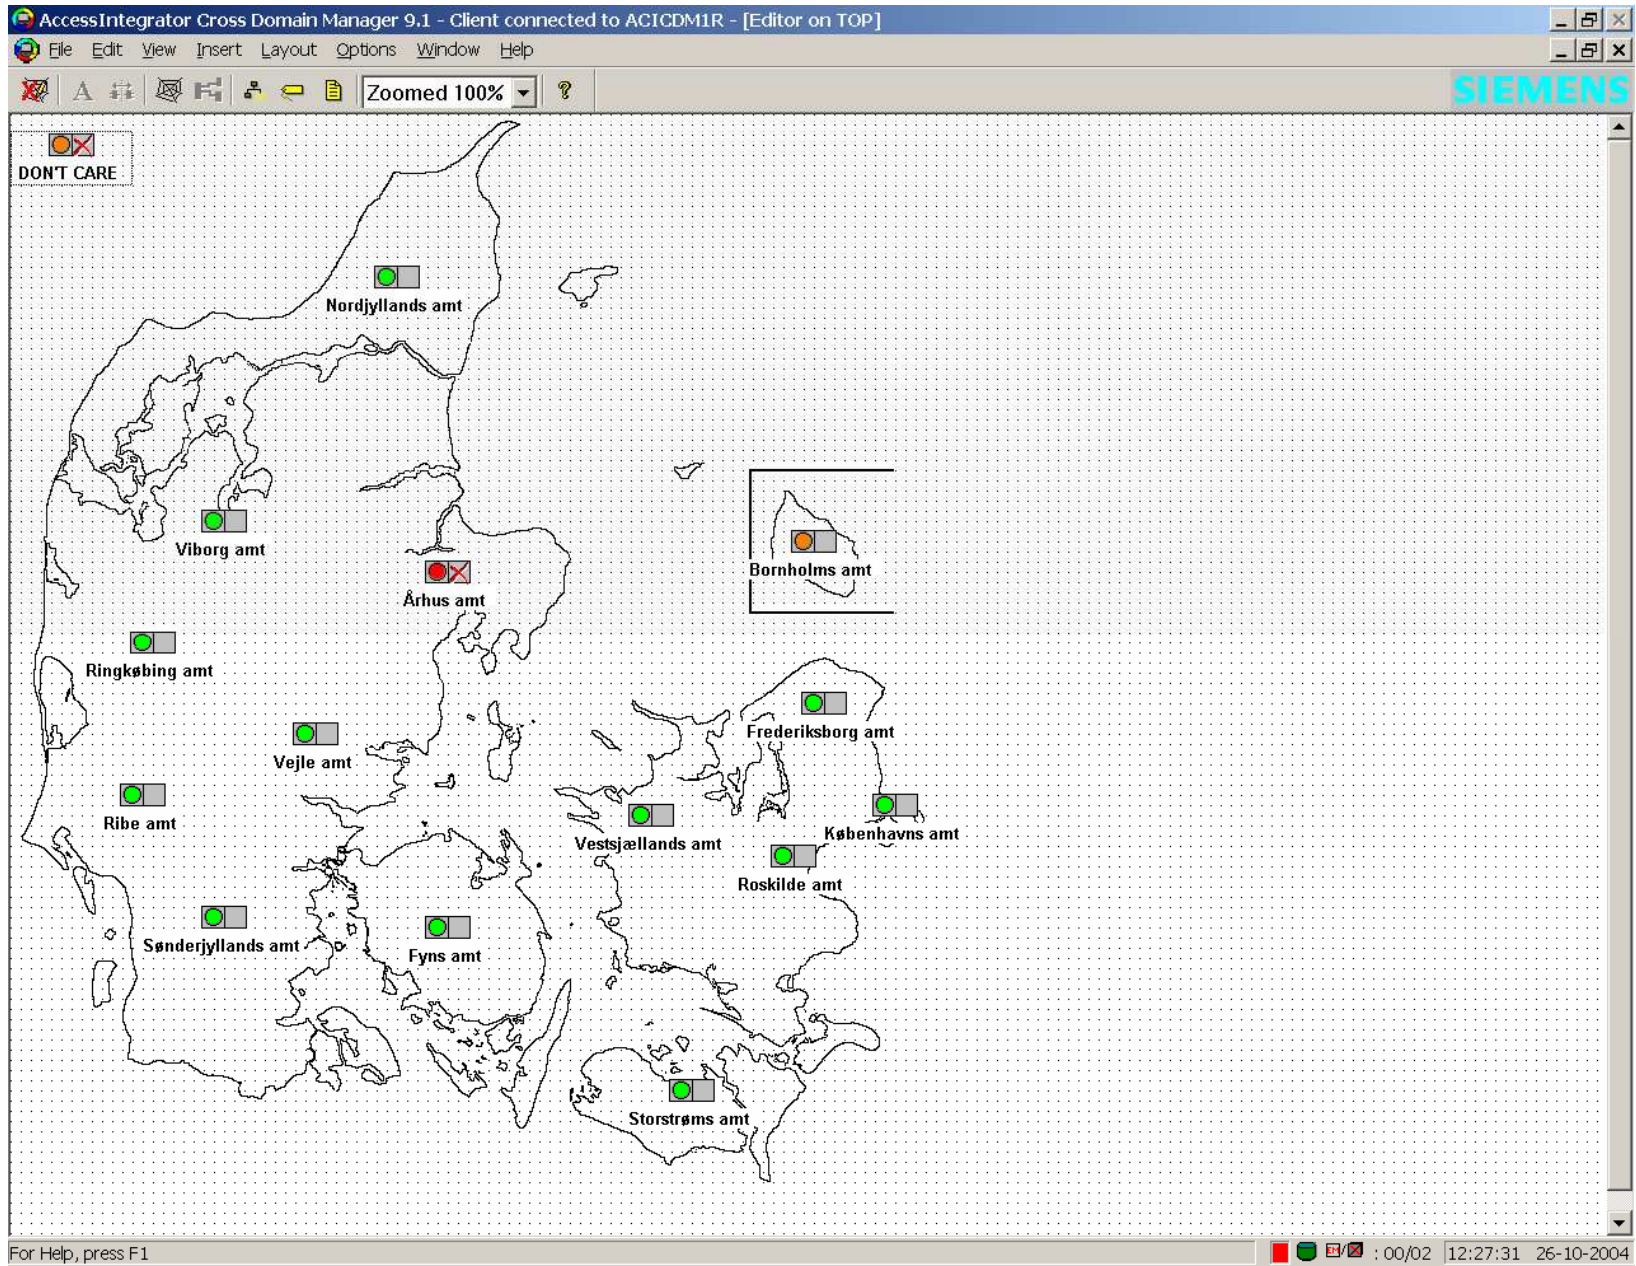 AccessIntegrator Cross Domain Manager 9.1 - Client connected to ACICDM1R - [Editor on TOP]
File Edit View Insert Layout Options Window Help
A Zoomed 100% ?
SIEMENS
DON'T CARE
Nordjyllands amt
Viborg amt
Bornholms amt
Århus amt
Ringkøbing amt
Frederiksborg amt
Vejle amt
Ribe amt
Københavns amt
Vestsjællands amt
Roskilde amt
Sønderjyllands amt
Fyns amt
Storstrøms amt
For Help, press F1 EM/ : 00/02 12:27:31 26-10-2004